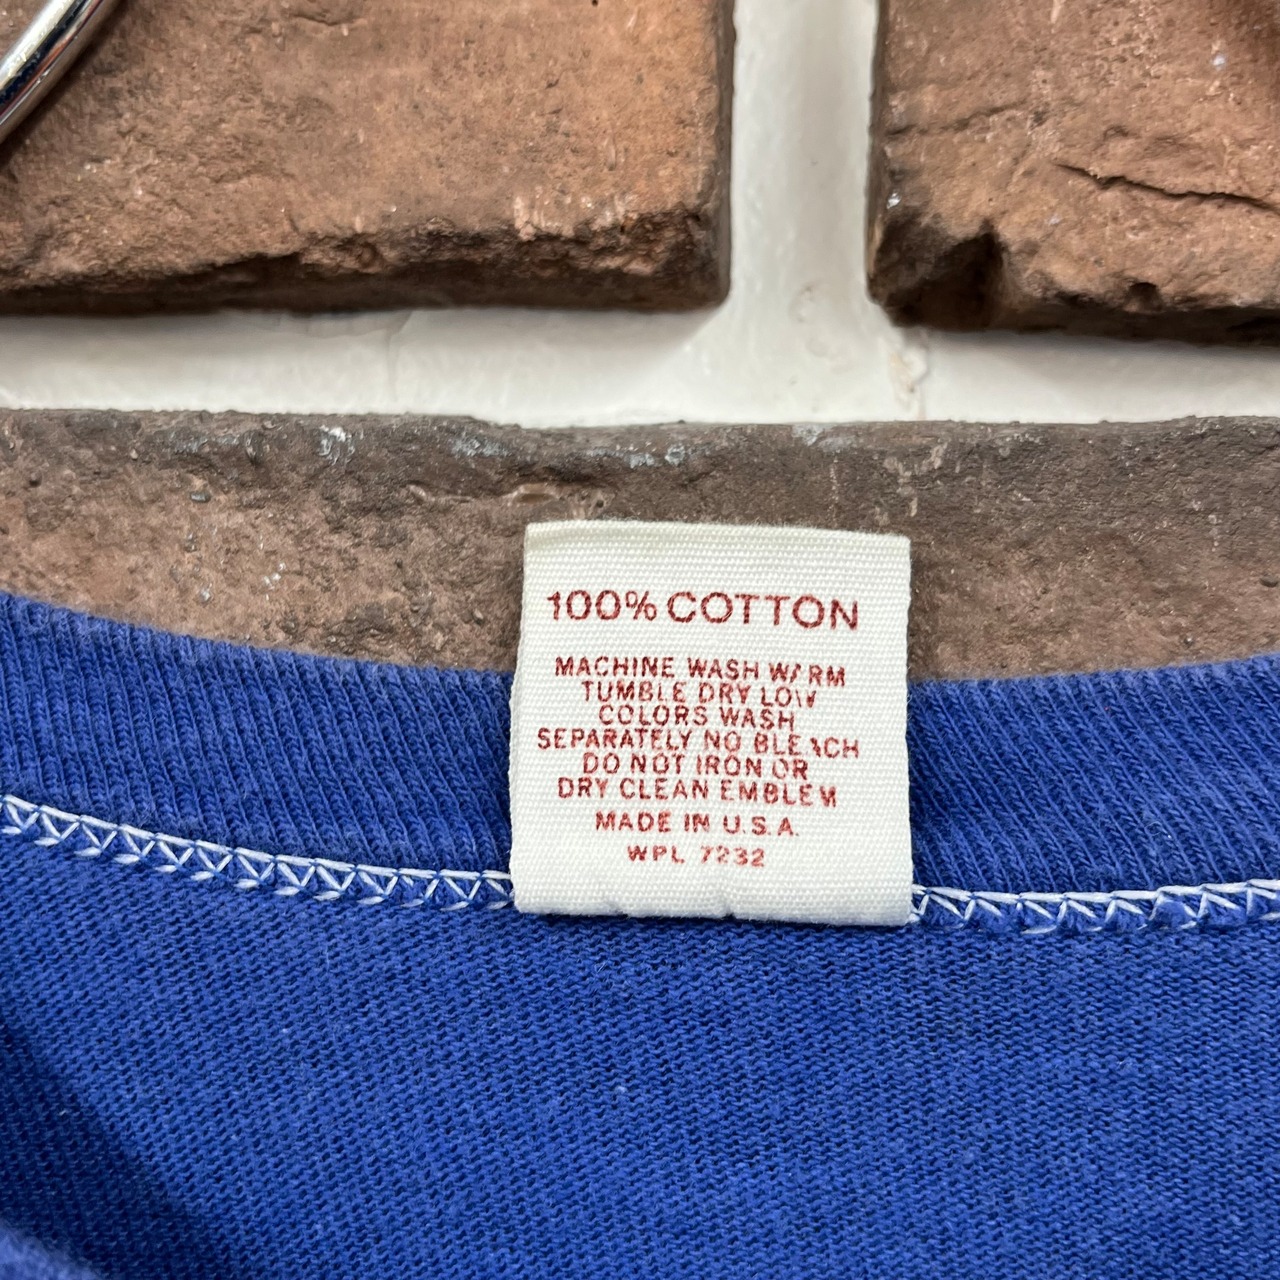 100% COTTON
MACHINE WASH WARM
TUMBLE DRY LOW
COLORS WASH
SEPARATELY NO BLEACH
DO NOT IRON OR
DRY CLEAN EMBLEM
MADE IN U.S.A.
WPL 7232